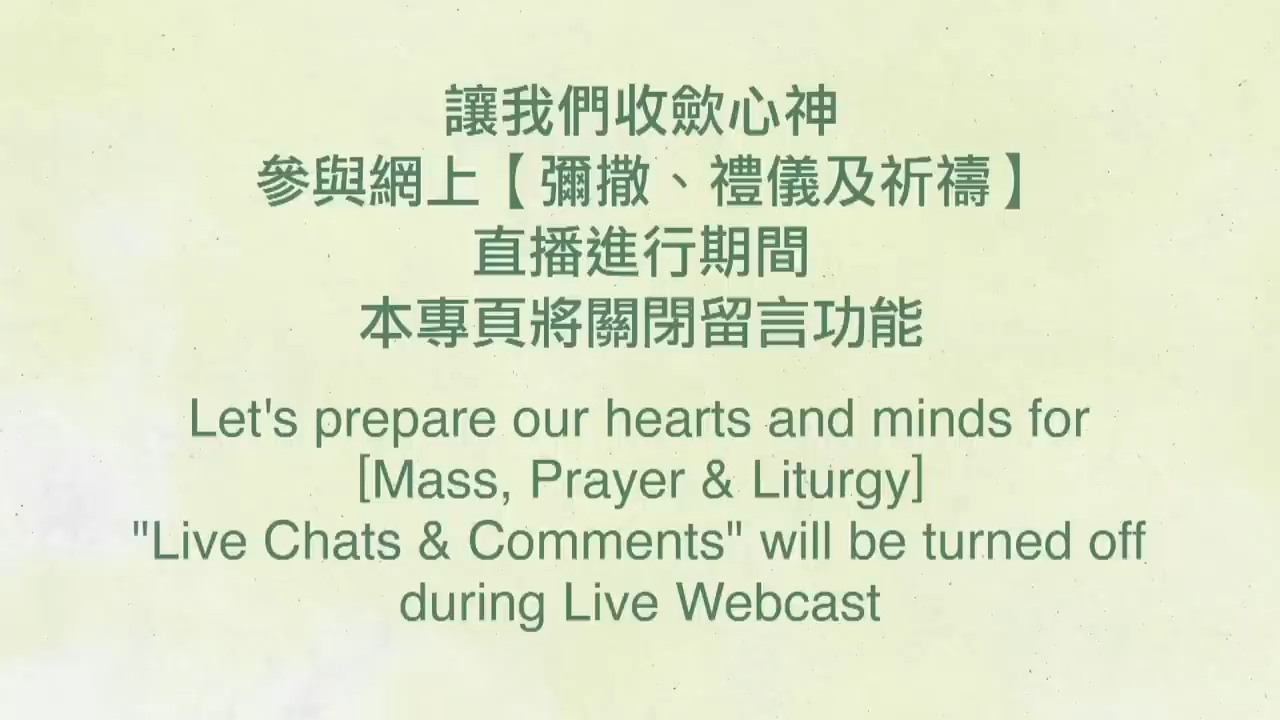 讓我們收歛心神
參與網上【彌撒、禮儀及祈禱】
直播進行期間
本專頁將關閉留言功能
Let's prepare our hearts and minds for
[Mass, Prayer & Liturgy]
"Live Chats & Comments" will be turned off
during Live Webcast